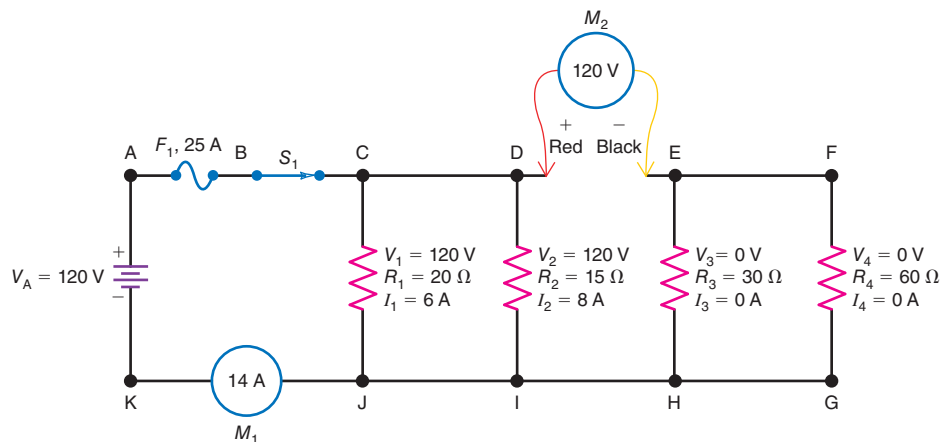 M2
120 V
+ −
Red Black
A F1, 25 A B S1 C D E F
+
VA = 120 V
−
V1 = 120 V
R1 = 20 Ω
I1 = 6 A
V2 = 120 V
R2 = 15 Ω
I2 = 8 A
V3= 0 V
R3 = 30 Ω
I3 = 0 A
V4 = 0 V
R4 = 60 Ω
I4 = 0 A
14 A
K J I H G
M1